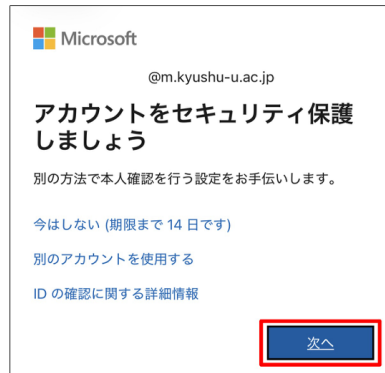 Microsoft
@m.kyushu-u.ac.jp
アカウントをセキュリティ保護
しましょう
別の方法で本人確認を行う設定をお手伝いします。
今はしない (期限まで 14 日です)
別のアカウントを使用する
ID の確認に関する詳細情報
次へ